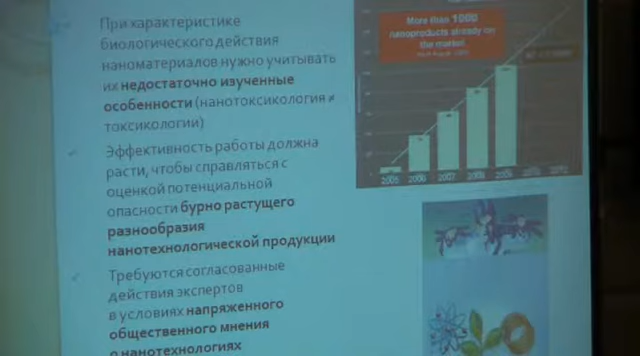 При характеристике
биологического действия
наноматериалов нужно учитывать
их недостаточно изученные
особенности (нанотоксикология ≠
токсикологии)
Эффективность работы должна
расти, чтобы справляться с
оценкой потенциальной
опасности бурно растущего
разнообразия
нанотехнологической продукции
Требуются согласованные
действия экспертов
в условиях напряженного
общественного мнения
о нанотехнологиях
More than 1000
nanoproducts already on
the market
2005 2006 2007 2008 2009 2010 2012